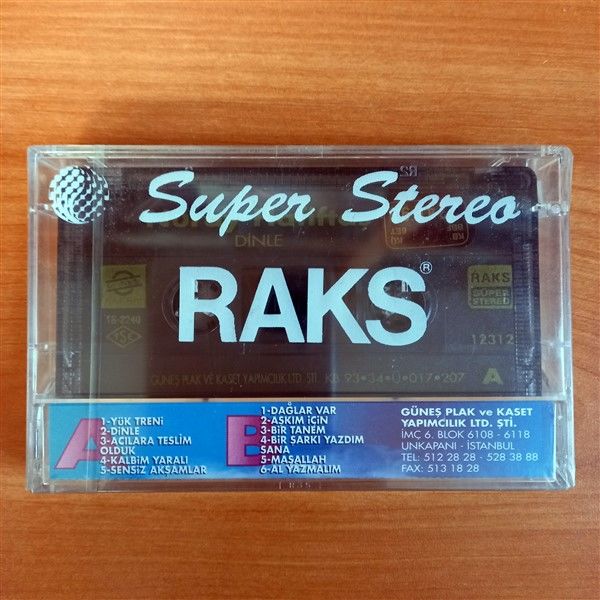 Super Stereo
DİNLE
RAKS®
RAKS
SUPER
STEREO
TS-2240
TSE
12312
GÜNEŞ PLAK VE KASET YAPIMCILIK LTD. ŞTİ. KB 93•34•Ü•017•207
A
A
1-YÜK TRENİ
2-DİNLE
3-ACILARA TESLİM
OLDUK
4-KALBİM YARALI
5-SENSİZ AKŞAMLAR
B
1-DAĞLAR VAR
2-AŞKIM İÇİN
3-BİR TANEM
4-BİR ŞARKI YAZDIM
SANA
5-MAŞALLAH
6-AL YAZMALIM
GÜNEŞ PLAK ve KASET
YAPIMCILIK LTD. ŞTİ.
İMÇ 6. BLOK 6108 - 6118
UNKAPANI - İSTANBUL
TEL: 512 28 28 - 528 38 88
FAX: 513 18 28